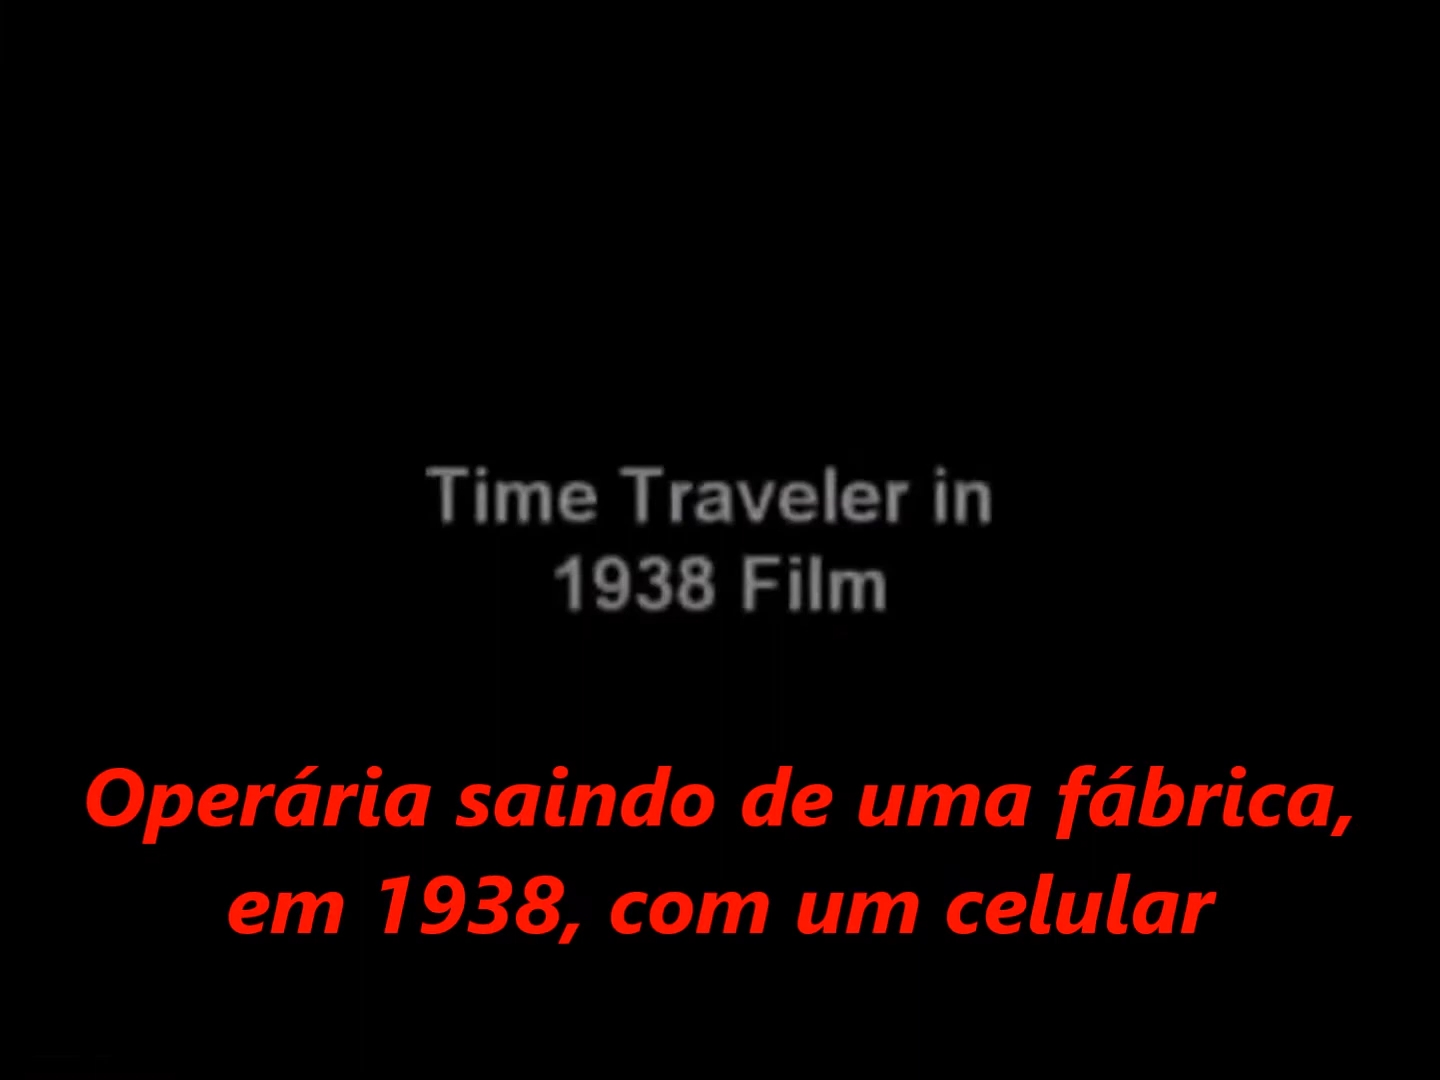 Time Traveler in
1938 Film
Operária saindo de uma fábrica,
em 1938, com um celular